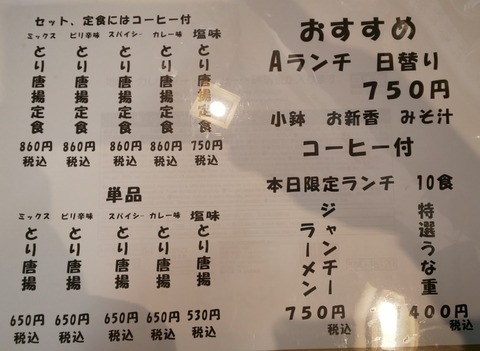 おすすめ
Aランチ 日替り
750円
小鉢 お新香 みそ汁
コーヒー付
本日限定ランチ 10食
特選うな重
1400円
税込
ジャンチーラーメン
750円
税込
セット、定食にはコーヒー付
塩味
とり唐揚定食
750円
税込
カレー味
とり唐揚定食
860円
税込
スパイシー
とり唐揚定食
860円
税込
ピリ辛味
とり唐揚定食
860円
税込
ミックス
とり唐揚定食
860円
税込
単品
塩味
とり唐揚
530円
税込
カレー味
とり唐揚
650円
税込
スパイシー
とり唐揚
650円
税込
ピリ辛味
とり唐揚
650円
税込
ミックス
とり唐揚
650円
税込